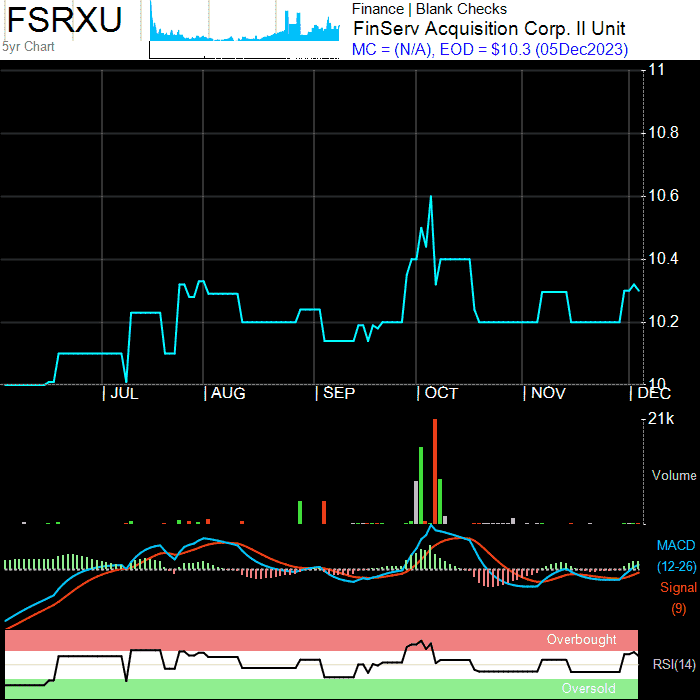 FSRXU
5yr Chart
Finance | Blank Checks
FinServ Acquisition Corp. II Unit
MC = (N/A), EOD = $10.3 (05Dec2023)
11
10.8
10.6
10.4
10.2
10
JUL
AUG
SEP
OCT
NOV
DEC
21k
Volume
MACD
(12-26)
Signal
(9)
Overbought
RSI(14)
Oversold